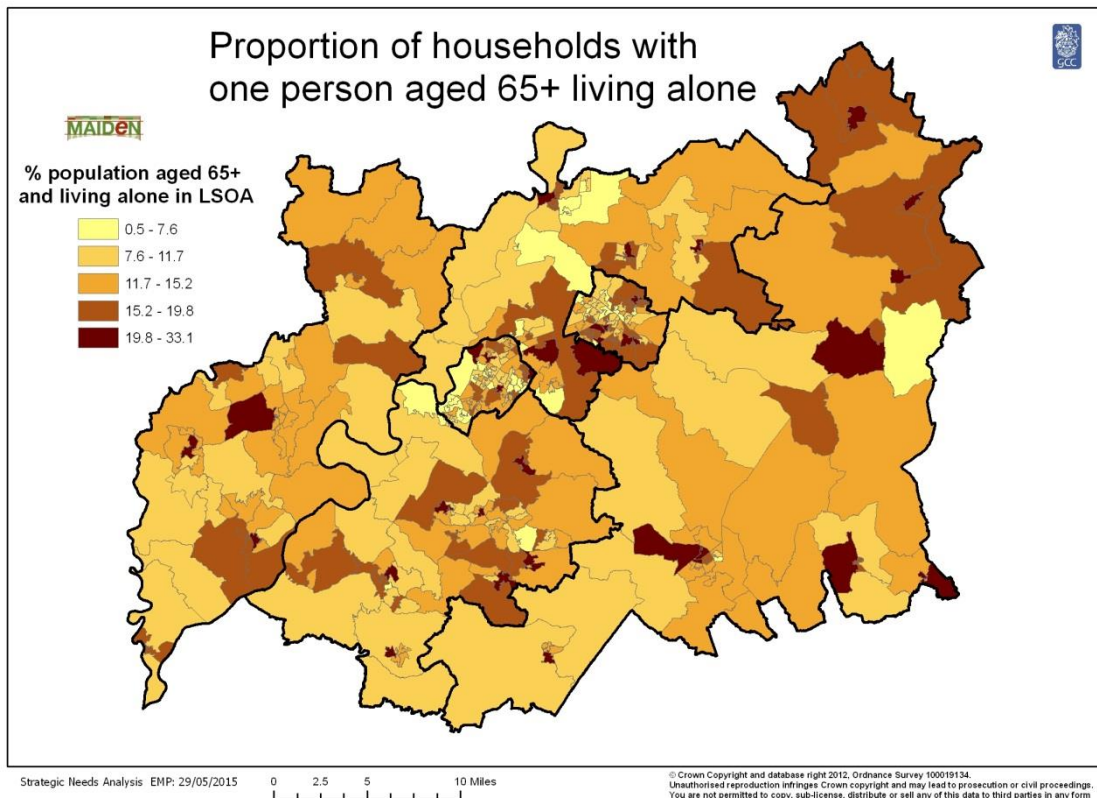 Proportion of households with
one person aged 65+ living alone
GCC
MAIDeN
% population aged 65+
and living alone in LSOA
0.5 - 7.6
7.6 - 11.7
11.7 - 15.2
15.2 - 19.8
19.8 - 33.1
Strategic Needs Analysis EMP: 29/05/2015
0 2.5 5 10 Miles
© Crown Copyright and database right 2012, Ordnance Survey 100019134.
Unauthorised reproduction infringes Crown copyright and may lead to prosecution or civil proceedings.
You are not permitted to copy, sub-license, distribute or sell any of this data to third parties in any form